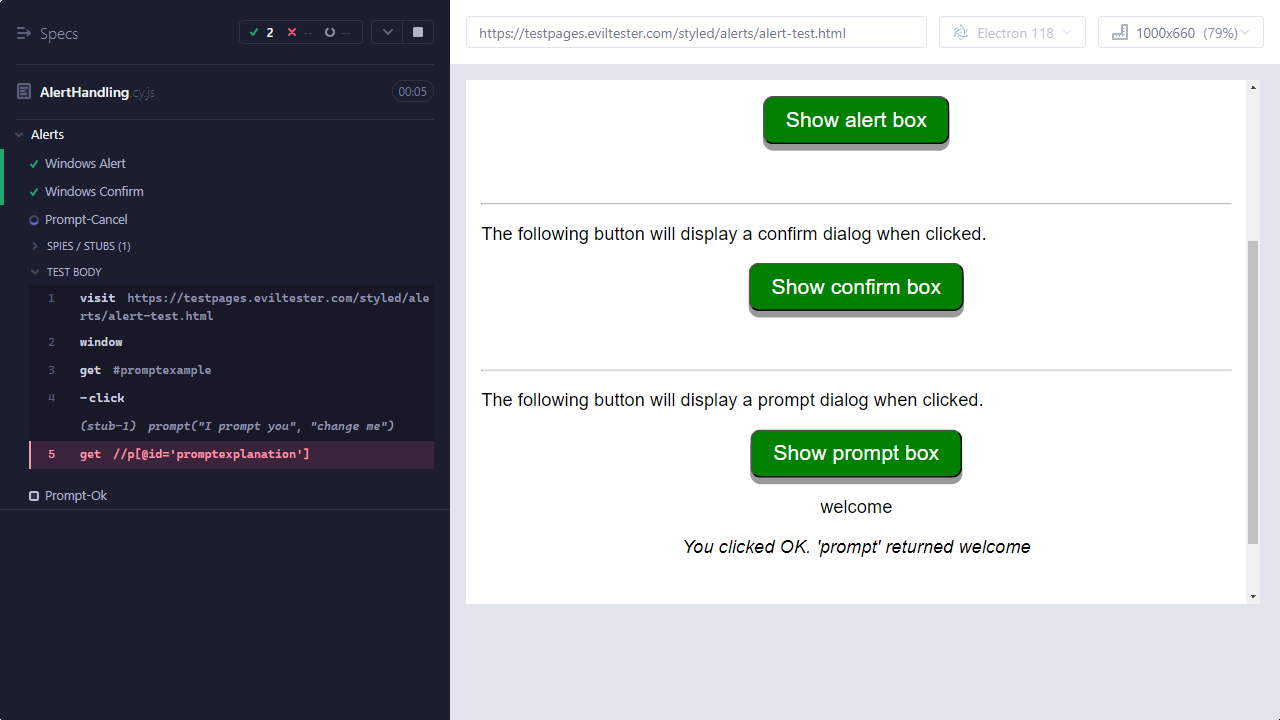 Specs
2
--
--
AlertHandling.cy.js
00:05
Alerts
Windows Alert
Windows Confirm
Prompt-Cancel
SPIES / STUBS (1)
TEST BODY
1 visit https://testpages.eviltester.com/styled/ale
rts/alert-test.html
2 window
3 get #promptexample
4 -click
(stub-1) prompt("I prompt you", "change me")
5 get //p[@id='promptexplanation']
Prompt-Ok
https://testpages.eviltester.com/styled/alerts/alert-test.html
Electron 118
1000x660 (79%)
Show alert box
The following button will display a confirm dialog when clicked.
Show confirm box
The following button will display a prompt dialog when clicked.
Show prompt box
welcome
You clicked OK. 'prompt' returned welcome